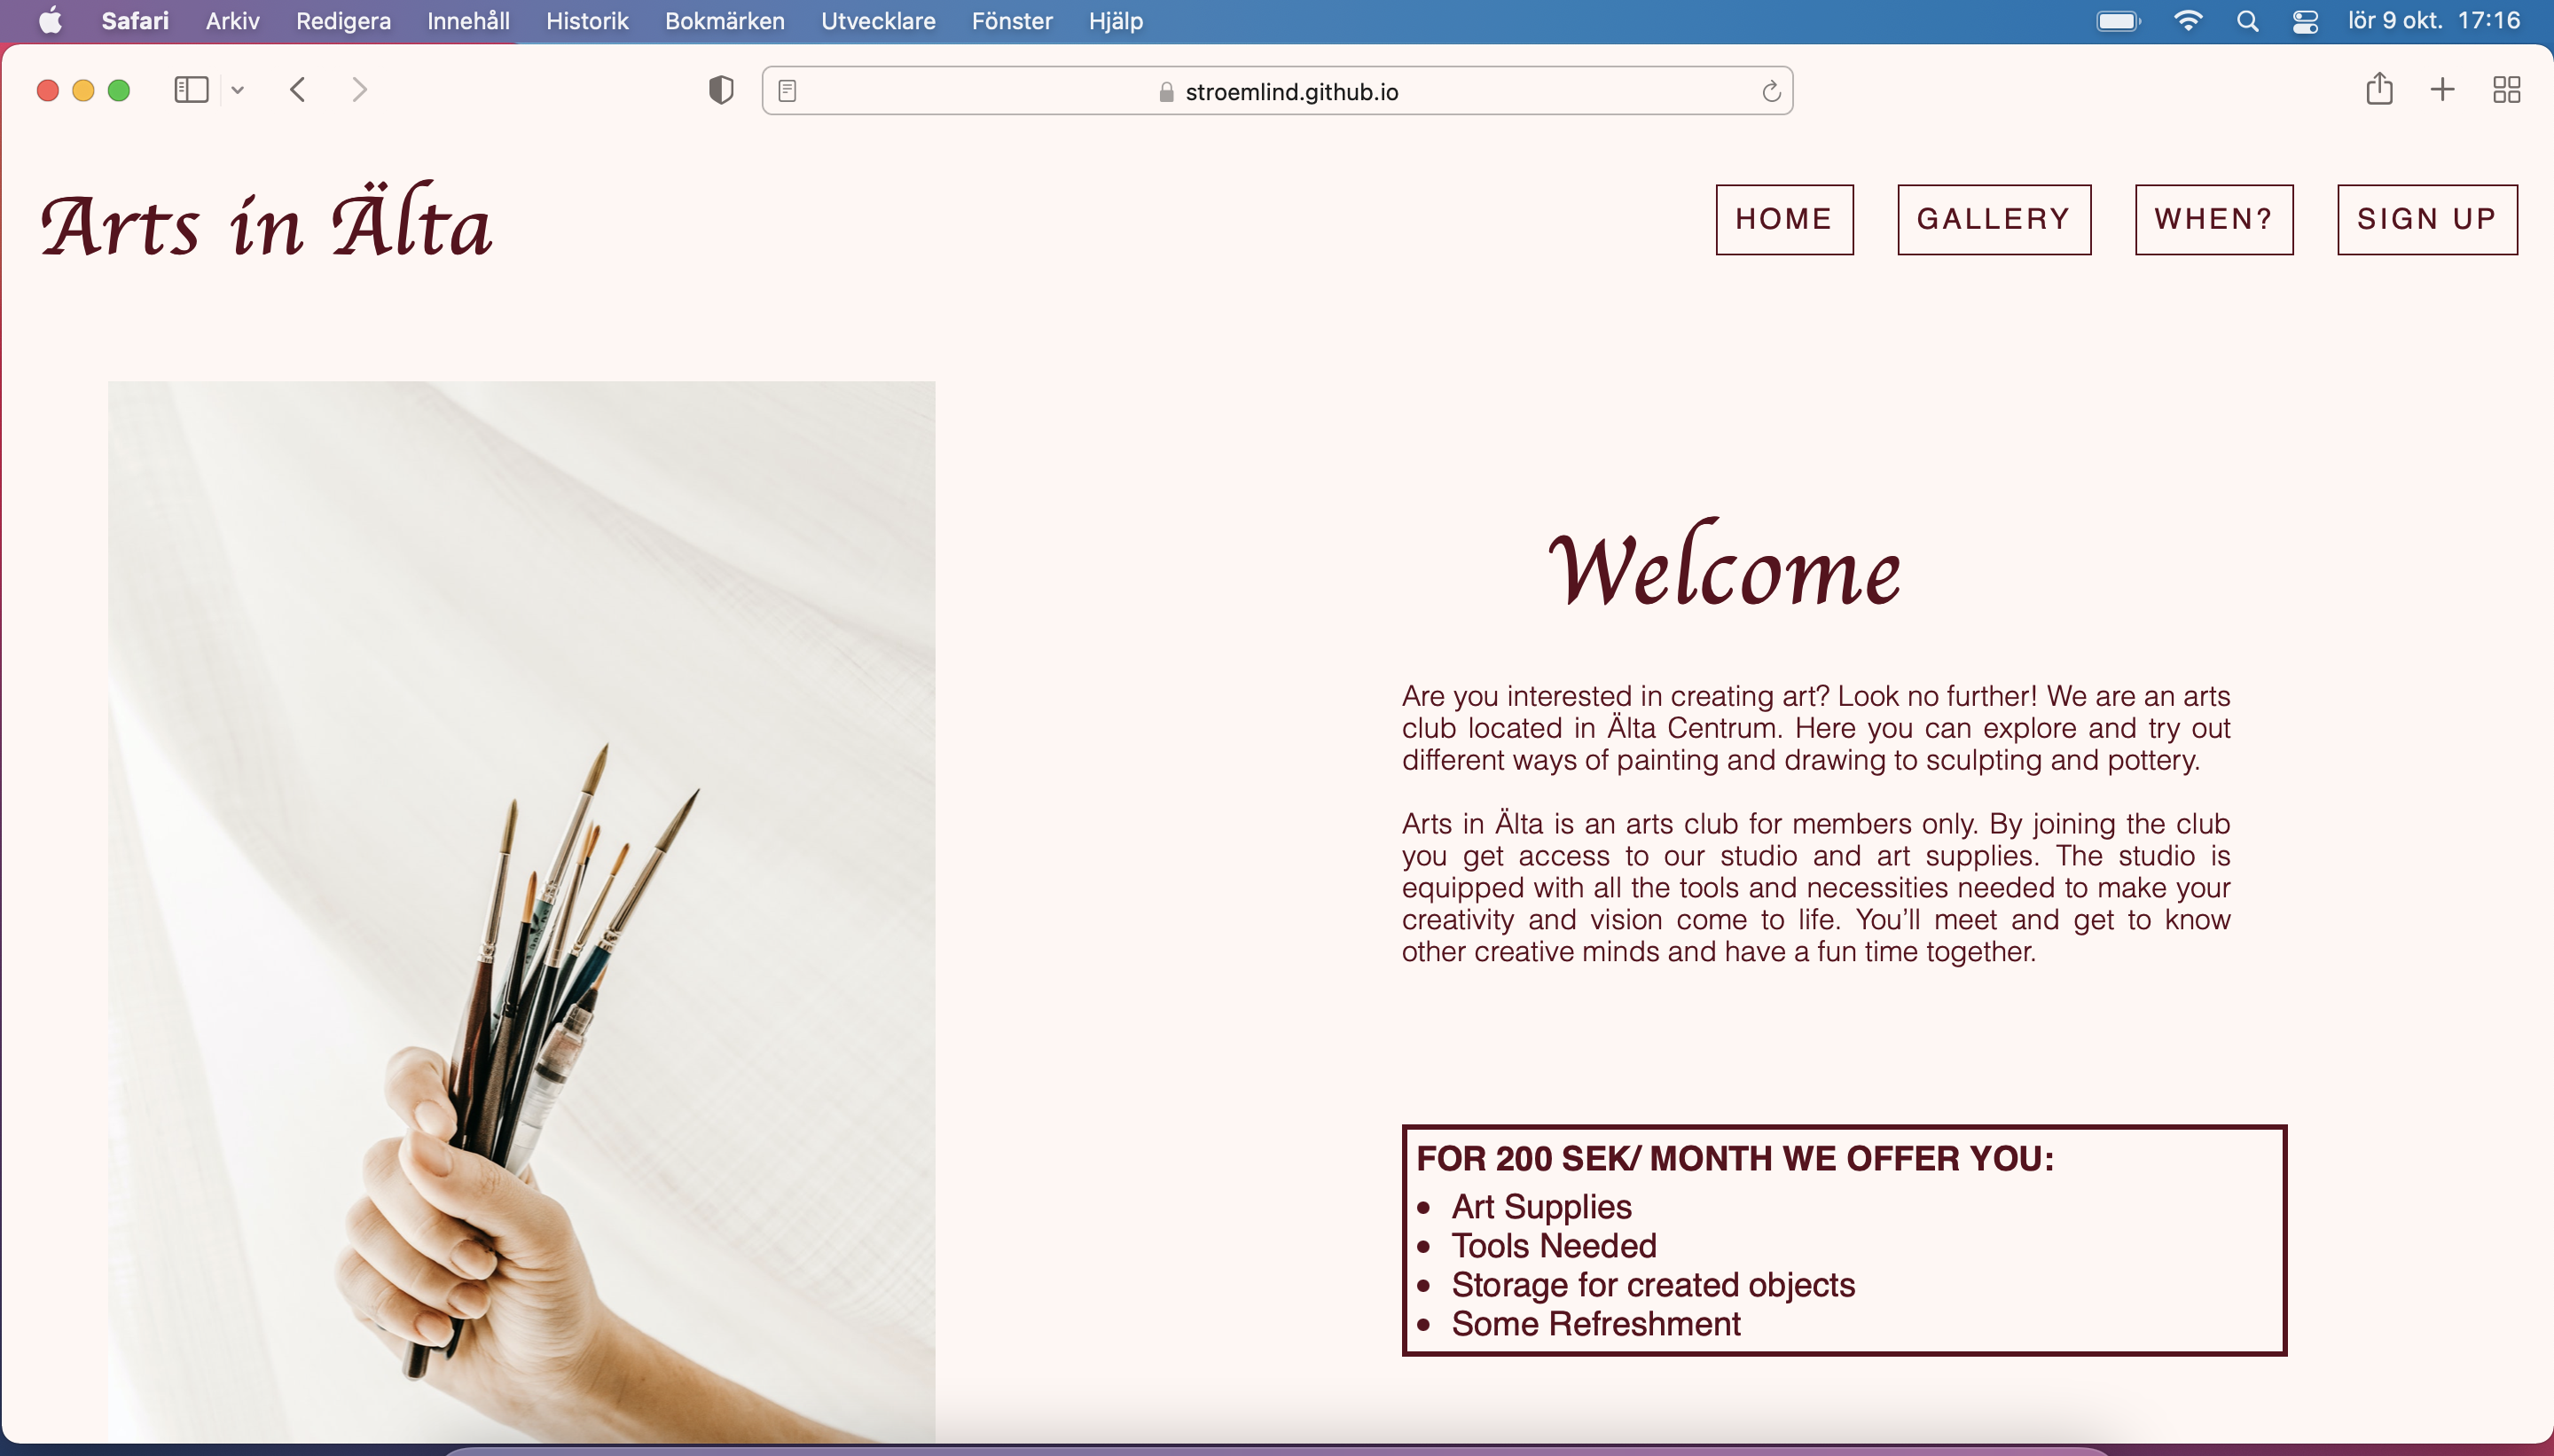 Safari Arkiv Redigera Innehåll Historik Bokmärken Utvecklare Fönster Hjälp lör 9 okt. 17:16
stroemlind.github.io
Arts in Älta
HOME GALLERY WHEN? SIGN UP
Welcome
Are you interested in creating art? Look no further! We are an arts
club located in Älta Centrum. Here you can explore and try out
different ways of painting and drawing to sculpting and pottery.
Arts in Älta is an arts club for members only. By joining the club
you get access to our studio and art supplies. The studio is
equipped with all the tools and necessities needed to make your
creativity and vision come to life. You'll meet and get to know
other creative minds and have a fun time together.
FOR 200 SEK/ MONTH WE OFFER YOU:
• Art Supplies
• Tools Needed
• Storage for created objects
• Some Refreshment